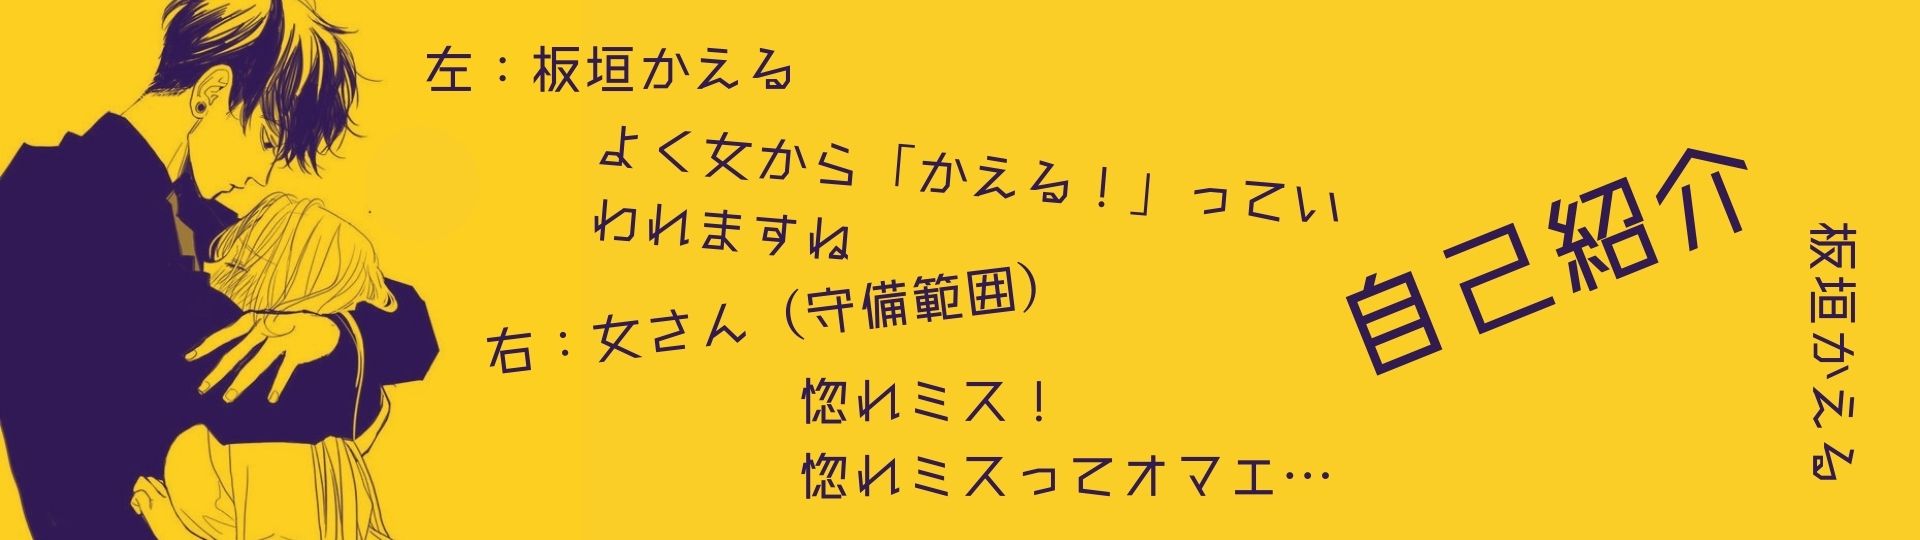 左：板垣かえる
よく女から「かえる！」ってい
われますね
右：女さん（守備範囲）
惚れミス！
惚れミスってオマエ…
自己紹介
板垣かえる